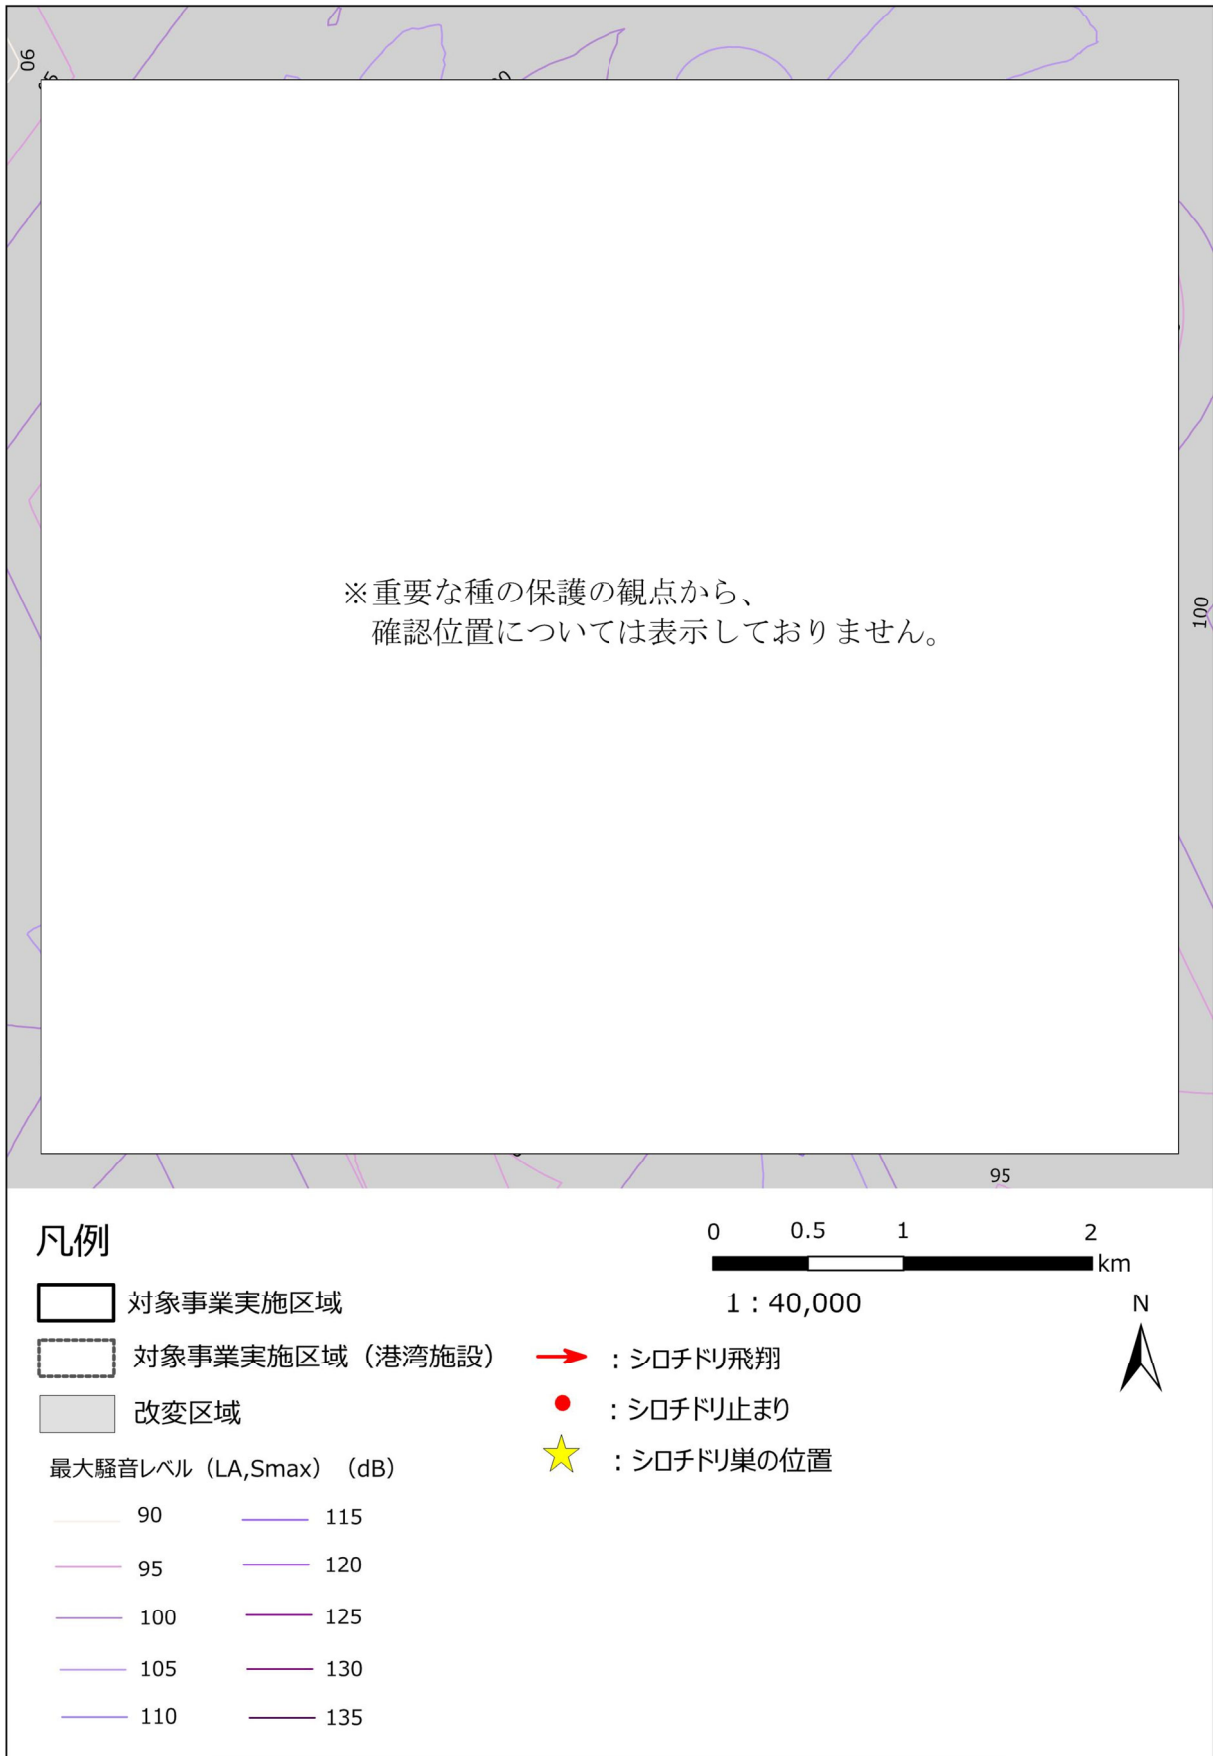 90
※重要な種の保護の観点から、
確認位置については表示しておりません。
100
95
凡例
0 0.5 1 2
km
1：40,000
N
対象事業実施区域
対象事業実施区域（港湾施設）
改変区域
：シロチドリ飛翔
：シロチドリ止まり
：シロチドリ巣の位置
最大騒音レベル（LA,Smax）（dB）
90 115
95 120
100 125
105 130
110 135